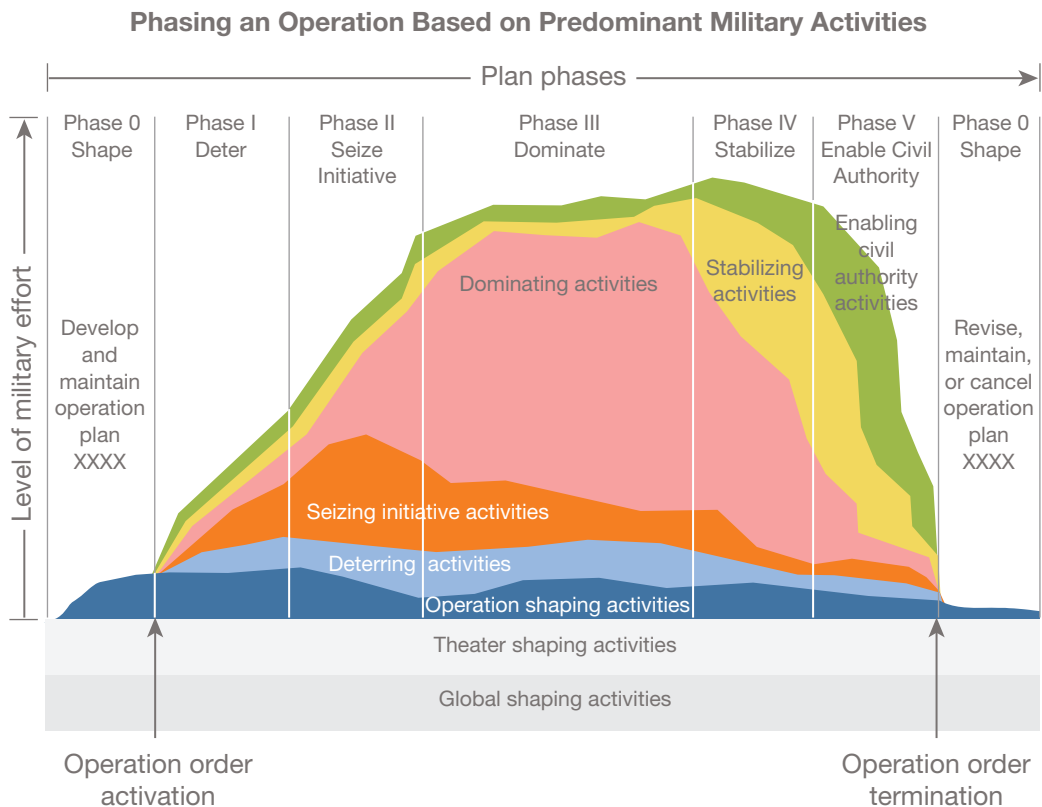 Phasing an Operation Based on Predominant Military Activities
Plan phases
Phase 0
Shape
Phase I
Deter
Phase II
Seize
Initiative
Phase III
Dominate
Phase IV
Stabilize
Phase V
Enable Civil
Authority
Phase 0
Shape
Level of military effort
Develop
and
maintain
operation
plan
XXXX
Enabling
civil
authority
activities
Stabilizing
activities
Dominating activities
Revise,
maintain,
or cancel
operation
plan
XXXX
Seizing initiative activities
Deterring activities
Operation shaping activities
Theater shaping activities
Global shaping activities
Operation order
activation
Operation order
termination